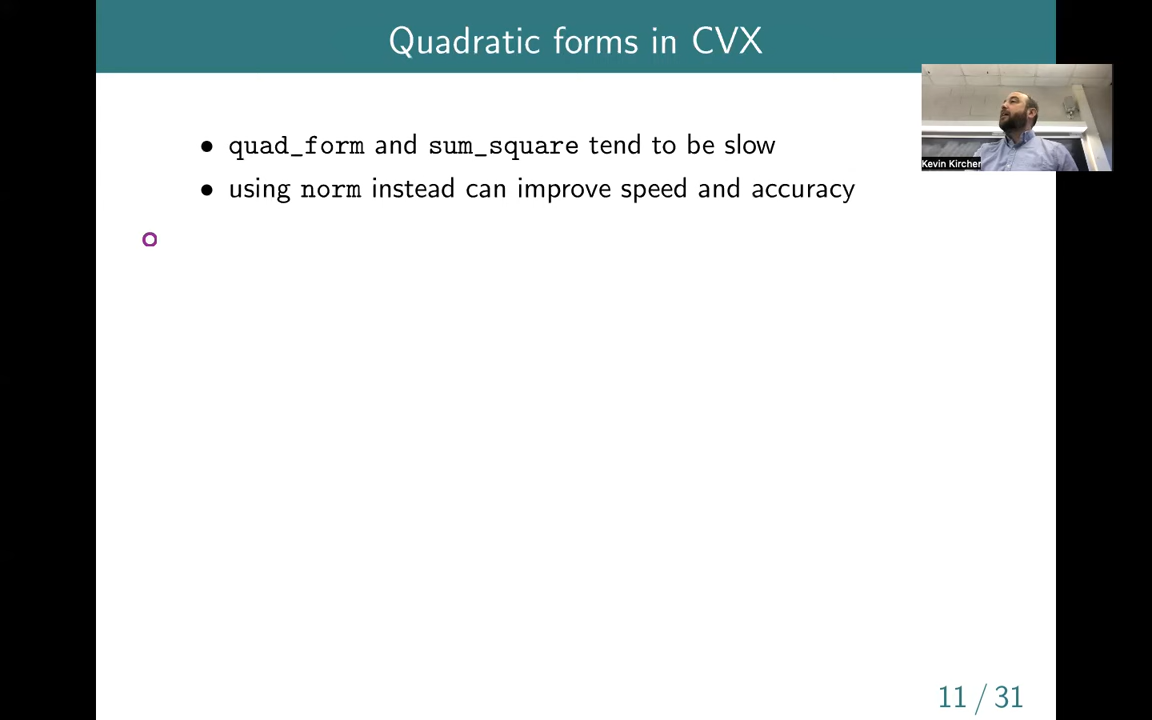 Quadratic forms in CVX
• quad_form and sum_square tend to be slow
• using norm instead can improve speed and accuracy
Kevin Kircher
11 / 31